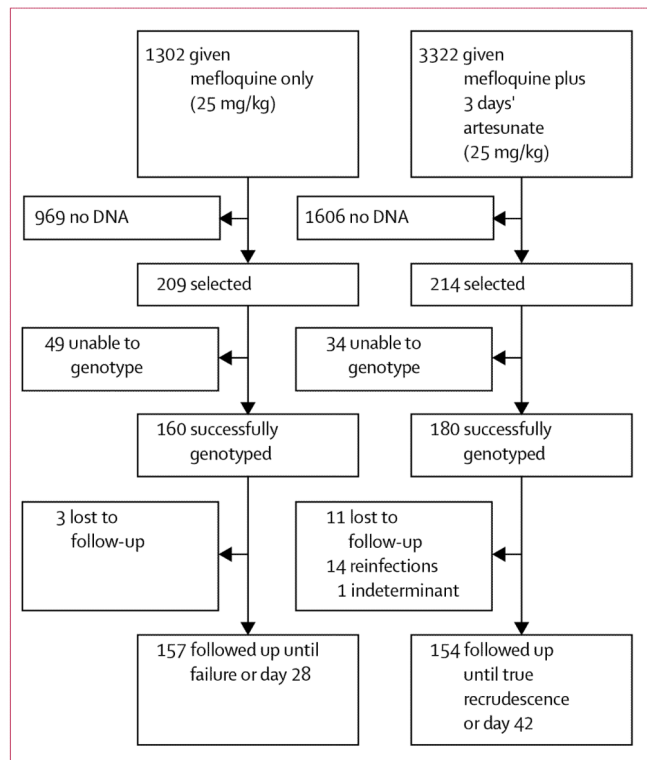 1302 given
mefloquine only
(25 mg/kg)
3322 given
mefloquine plus
3 days'
artesunate
(25 mg/kg)
969 no DNA
1606 no DNA
209 selected
214 selected
49 unable to
genotype
34 unable to
genotype
160 successfully
genotyped
180 successfully
genotyped
3 lost to
follow-up
11 lost to
follow-up
14 reinfections
1 indeterminant
157 followed up until
failure or day 28
154 followed up
until true
recrudescence
or day 42